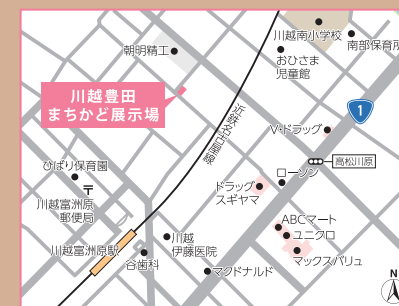 川越南小学校
南部保育所
朝明精工
おひさま
児童館
川越豊田
まちかど展示場
近鉄名古屋線
1
V・ドラッグ
高松川原
ひばり保育園
ローソン
ドラッグ
スギヤマ
川越富洲原
郵便局
ABCマート
ユニクロ
川越
伊藤医院
川越富洲原駅
谷歯科
マックスバリュ
マクドナルド
N